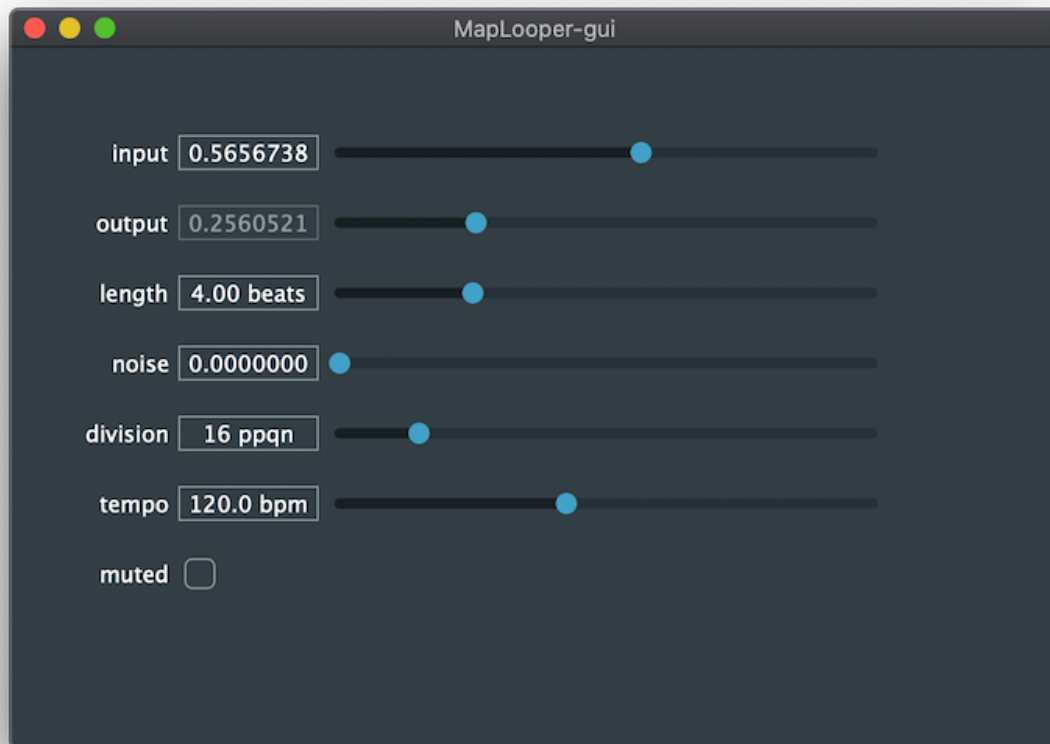 MapLooper-gui
input 0.5656738
output 0.2560521
length 4.00 beats
noise 0.0000000
division 16 ppqn
tempo 120.0 bpm
muted